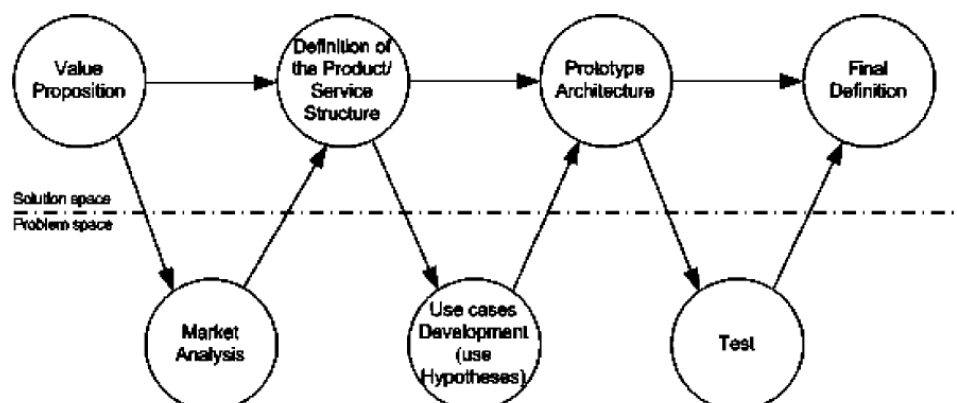 Value
Proposition
Definition of
the Product/
Service
Structure
Prototype
Architecture
Final
Definition
Solution space
Problem space
Market
Analysis
Use cases
Development
(use
Hypotheses)
Test